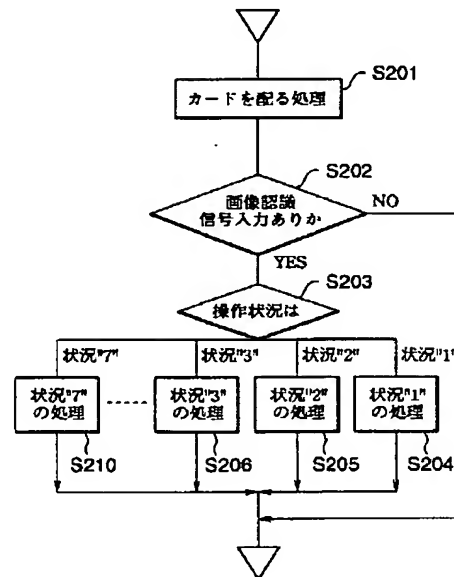 S201
カードを配る処理
S202
画像認識
信号入力ありか
NO
YES
S203
操作状況は
状況"7"
状況"3"
状況"2"
状況"1"
状況"7"
の処理
状況"3"
の処理
状況"2"
の処理
状況"1"
の処理
S210
S206
S205
S204